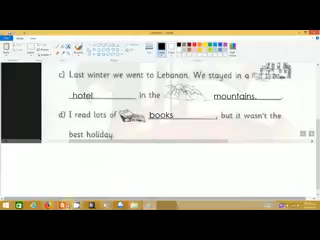 c) Last winter we went to Lebanon. We stayed in a
hotel in the mountains.
d) I read lots of books, but it wasn't the
best holiday.